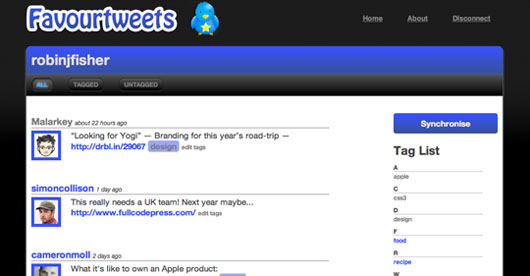 Favourtweets
Home About Disconnect
robinjfisher
ALL TAGGED UNTAGGED
Malarkey about 22 hours ago
"Looking for Yogi" — Branding for this year's road-trip —
http://drbl.in/29067 design edit tags
simoncollison 1 day ago
This really needs a UK team! Next year maybe...
http://www.fullcodepress.com/ edit tags
cameronmoll 2 days ago
What it's like to own an Apple product:
Synchronise
Tag List
A
apple
C
css3
D
design
F
food
R
recipe
W